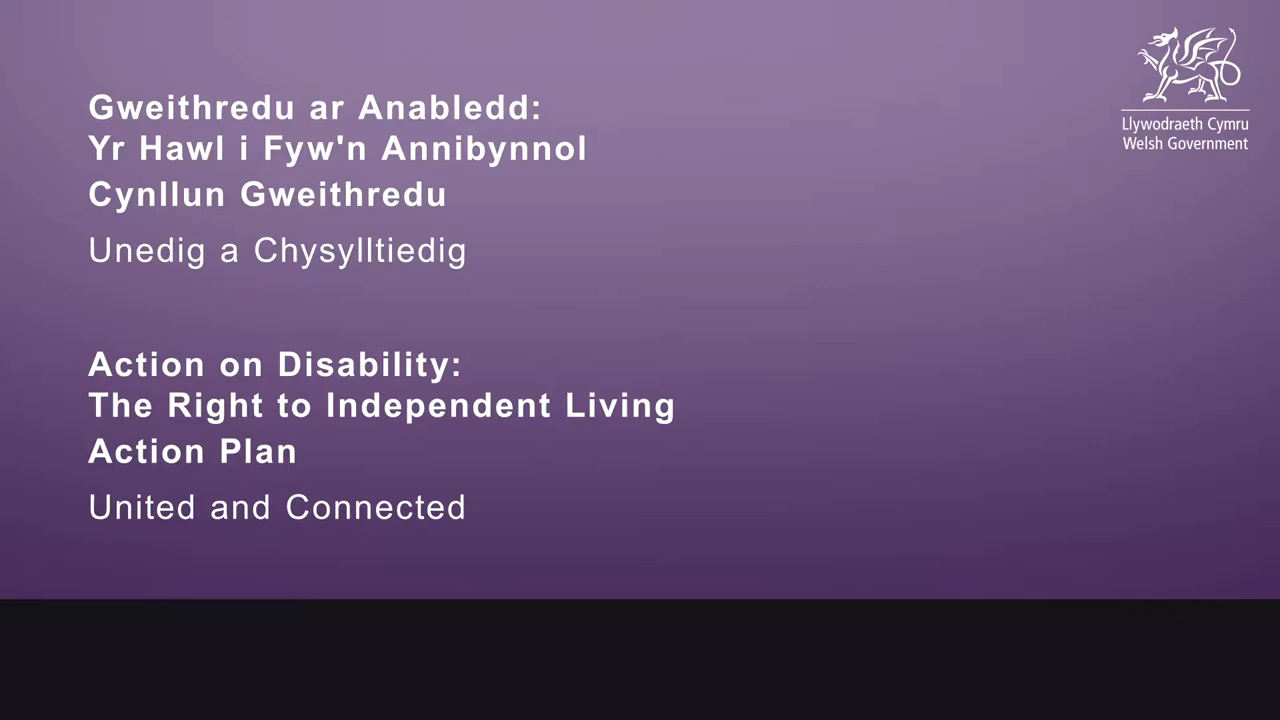 Gweithredu ar Anabledd:
Yr Hawl i Fyw'n Annibynnol
Cynllun Gweithredu
Unedig a Chysylltiedig
Action on Disability:
The Right to Independent Living
Action Plan
United and Connected
Llywodraeth Cymru
Welsh Government